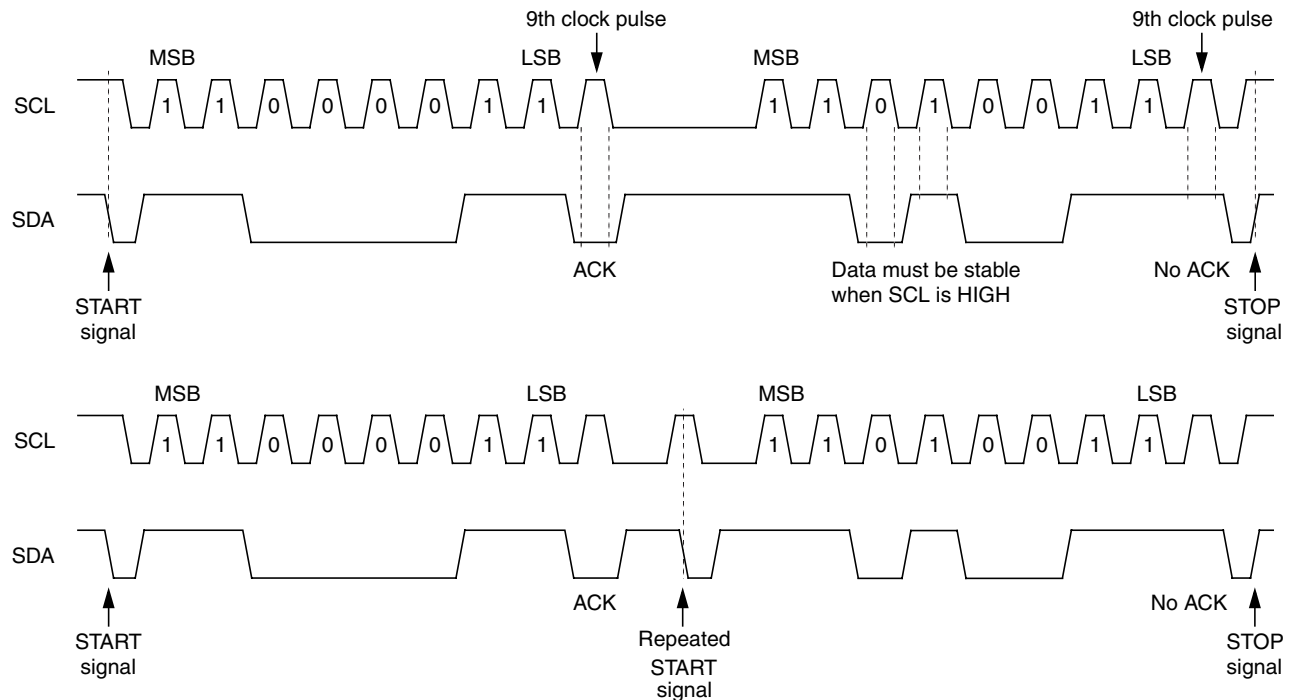 9th clock pulse 9th clock pulse
MSB LSB MSB LSB
SCL 1 1 0 0 0 0 1 1 1 1 0 1 0 0 1 1
SDA
ACK Data must be stable No ACK
when SCL is HIGH
START STOP
signal signal
MSB LSB MSB LSB
SCL 1 1 0 0 0 0 1 1 1 1 0 1 0 0 1 1
SDA
ACK No ACK
START Repeated STOP
signal START signal
signal